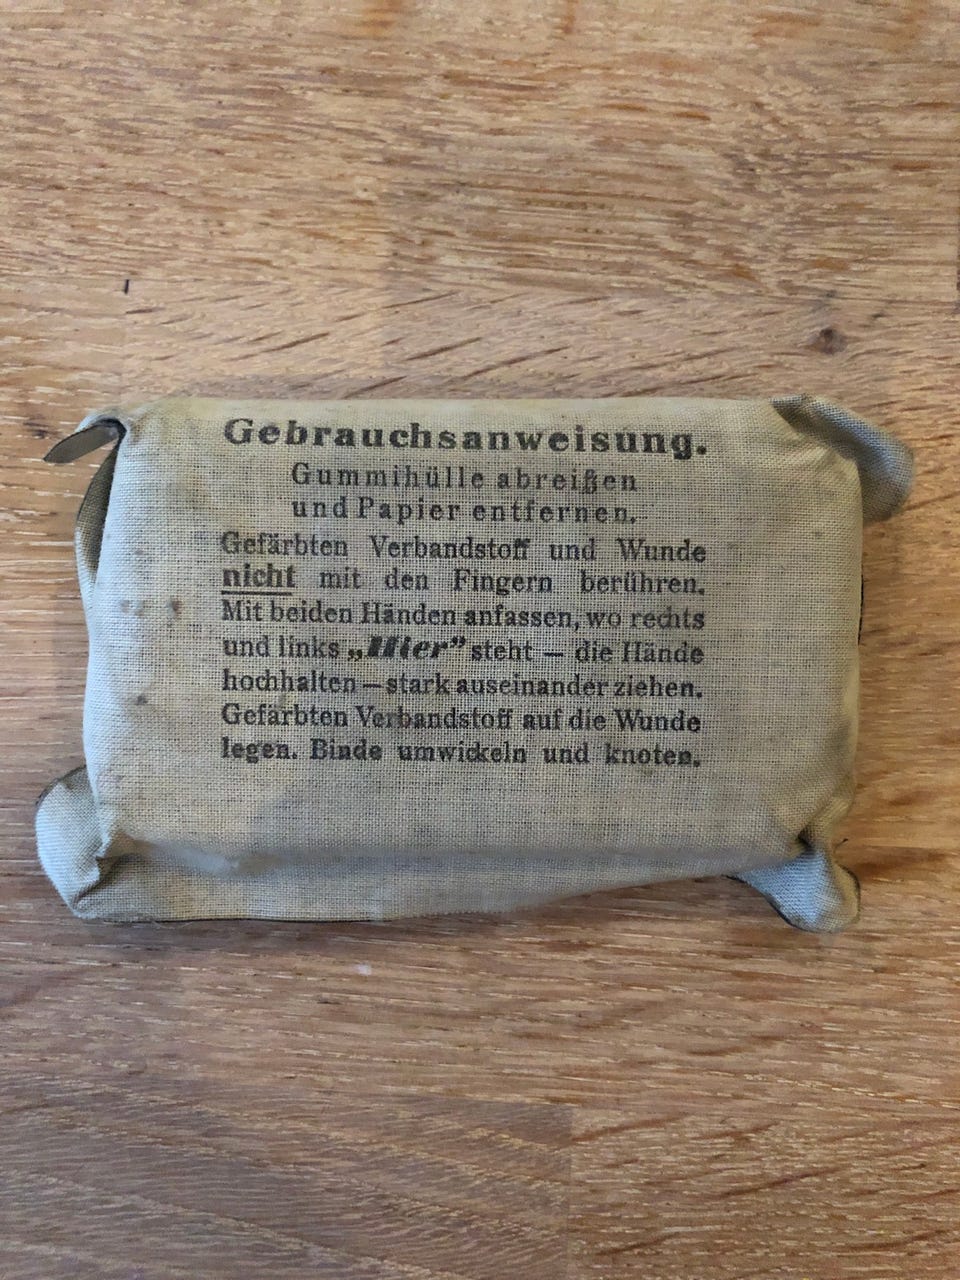 Gebrauchsanweisung.
Gummihülle abreißen
und Papier entfernen.
Gefärbten Verbandstoff und Wunde
nicht mit den Fingern berühren.
Mit beiden Händen anfassen, wo rechts
und links „Hier” steht — die Hände
hochhalten — stark auseinander ziehen.
Gefärbten Verbandstoff auf die Wunde
legen. Binde umwickeln und knoten.